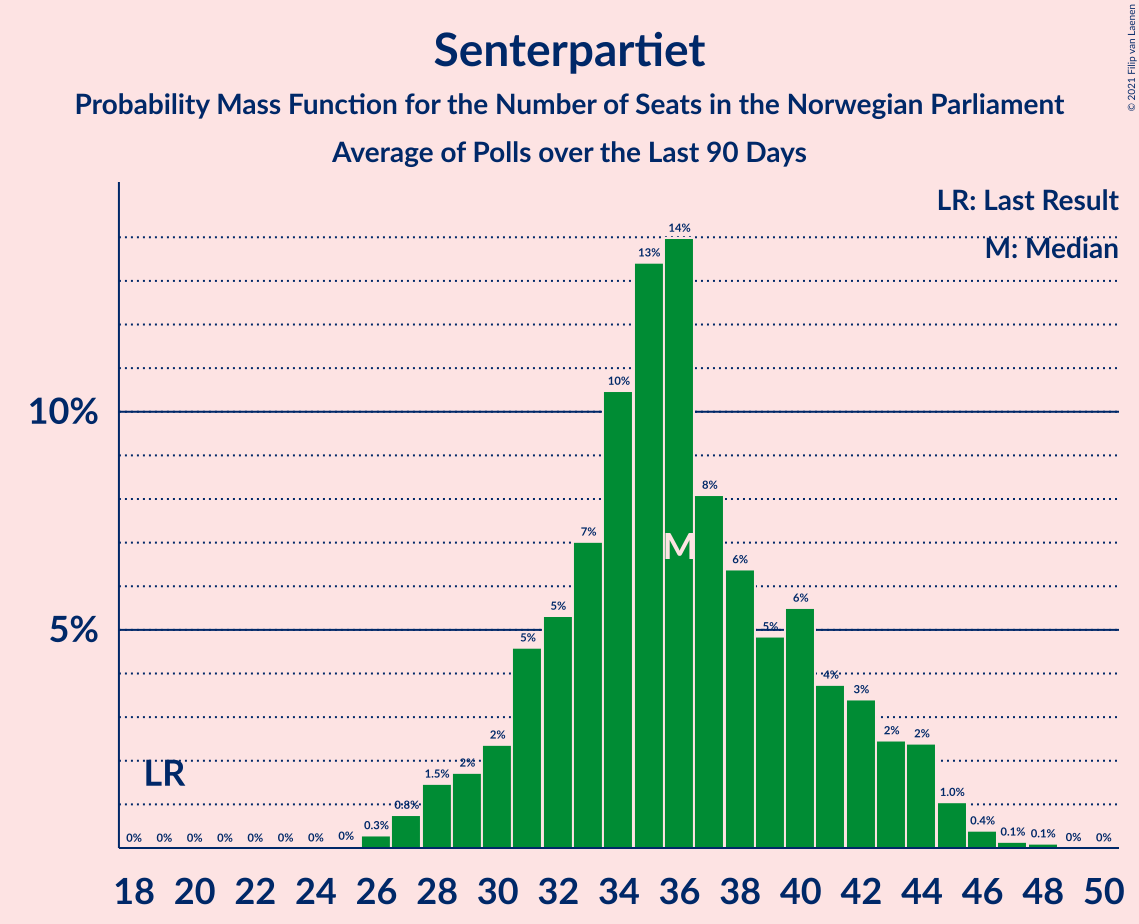 © 2021 Filip van Laenen
Senterpartiet
Probability Mass Function for the Number of Seats in the Norwegian Parliament
Average of Polls over the Last 90 Days
LR: Last Result
M: Median
14%
13%
10%
10%
8%
7%
M
6%
6%
5%
5%
5%
5%
4%
3%
2%
2%
2%
2%
LR
1.5%
1.0%
0.8%
0.4%
0.3%
0.1%
0.1%
0% 0% 0% 0% 0% 0% 0% 0% 0% 0%
18 20 22 24 26 28 30 32 34 36 38 40 42 44 46 48 50